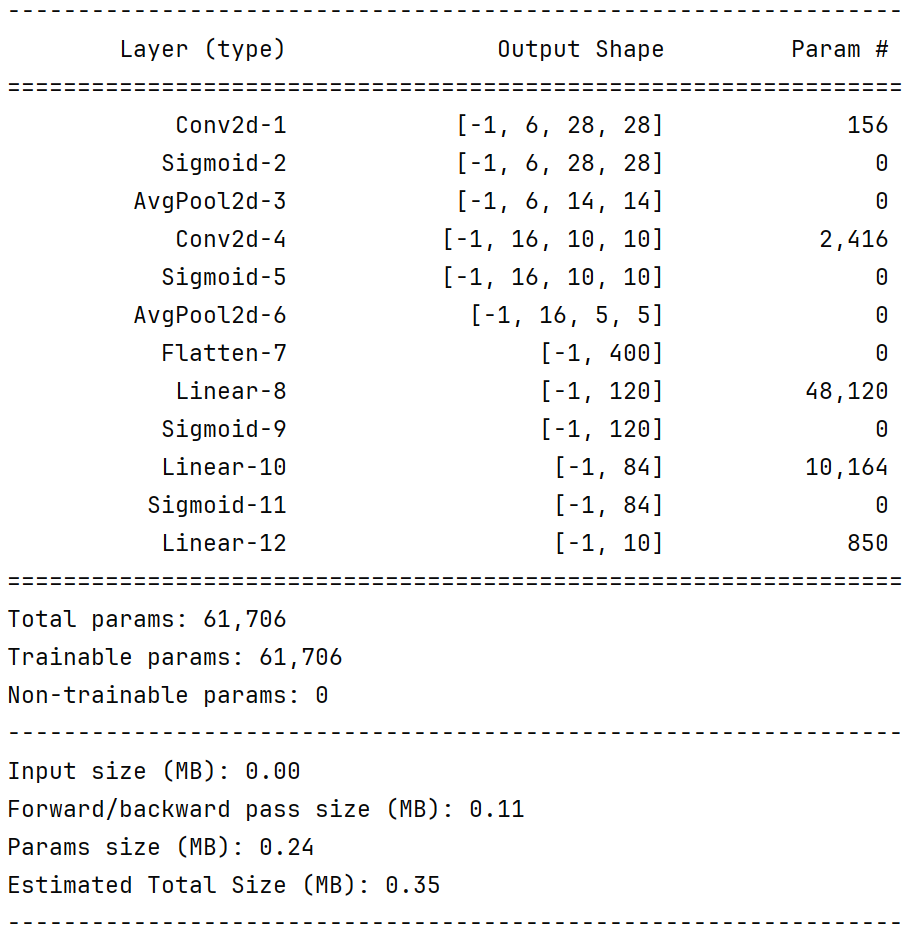 ----------------------------------------------------------------
        Layer (type)               Output Shape         Param #
================================================================
            Conv2d-1            [-1, 6, 28, 28]             156
           Sigmoid-2            [-1, 6, 28, 28]               0
         AvgPool2d-3            [-1, 6, 14, 14]               0
            Conv2d-4           [-1, 16, 10, 10]           2,416
           Sigmoid-5           [-1, 16, 10, 10]               0
         AvgPool2d-6             [-1, 16, 5, 5]               0
           Flatten-7                  [-1, 400]               0
            Linear-8                  [-1, 120]          48,120
           Sigmoid-9                  [-1, 120]               0
           Linear-10                   [-1, 84]          10,164
          Sigmoid-11                   [-1, 84]               0
           Linear-12                   [-1, 10]             850
================================================================
Total params: 61,706
Trainable params: 61,706
Non-trainable params: 0
----------------------------------------------------------------
Input size (MB): 0.00
Forward/backward pass size (MB): 0.11
Params size (MB): 0.24
Estimated Total Size (MB): 0.35
----------------------------------------------------------------